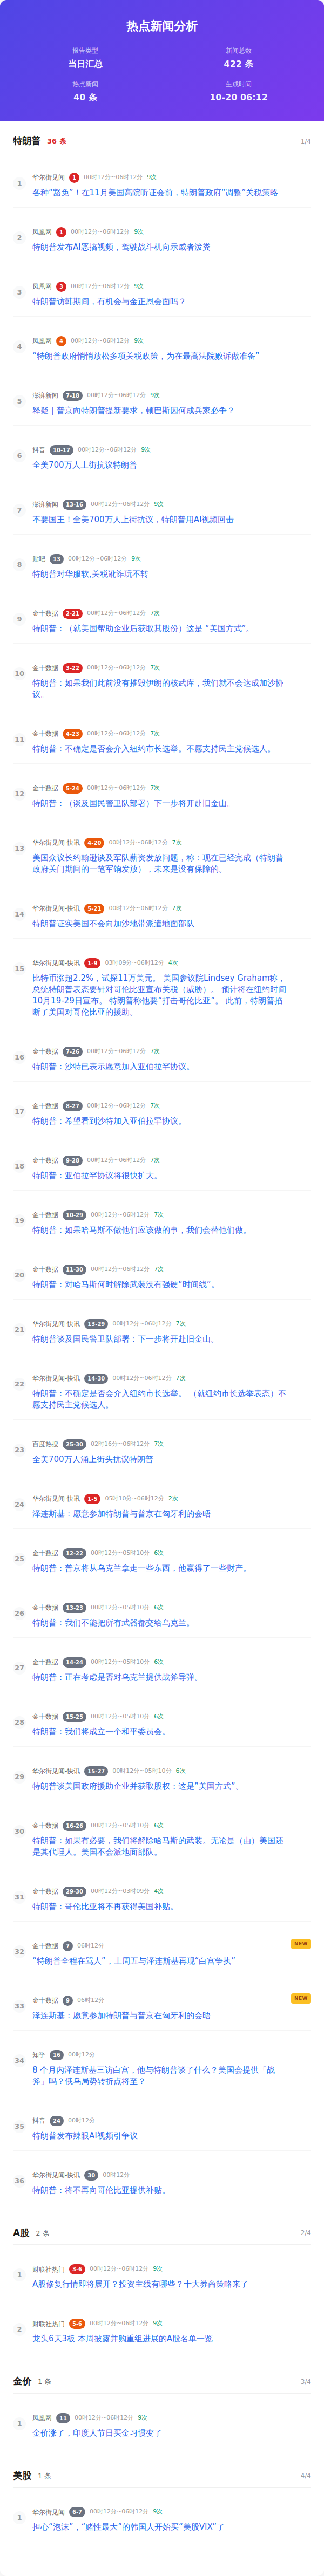 热点新闻分析
报告类型
当日汇总
新闻总数
422 条
热点新闻
40 条
生成时间
10-20 06:12
特朗普 36 条 1/4
1 华尔街见闻 1 00时12分~06时12分 9次
各种“豁免”！在11月美国高院听证会前，特朗普政府“调整”关税策略
2 凤凰网 1 00时12分~06时12分 9次
特朗普发布AI恶搞视频，驾驶战斗机向示威者泼粪
3 凤凰网 3 00时12分~06时12分 9次
特朗普访韩期间，有机会与金正恩会面吗？
4 凤凰网 4 00时12分~06时12分 9次
“特朗普政府悄悄放松多项关税政策，为在最高法院败诉做准备”
5 澎湃新闻 7-18 00时12分~06时12分 9次
释疑｜普京向特朗普提新要求，顿巴斯因何成兵家必争？
6 抖音 10-17 00时12分~06时12分 9次
全美700万人上街抗议特朗普
7 澎湃新闻 13-16 00时12分~06时12分 9次
不要国王！全美700万人上街抗议，特朗普用AI视频回击
8 贴吧 13 00时12分~06时12分 9次
特朗普对华服软,关税讹诈玩不转
9 金十数据 2-21 00时12分~06时12分 7次
特朗普：（就美国帮助企业后获取其股份）这是 “美国方式”。
10 金十数据 3-22 00时12分~06时12分 7次
特朗普：如果我们此前没有摧毁伊朗的核武库，我们就不会达成加沙协
议。
11 金十数据 4-23 00时12分~06时12分 7次
特朗普：不确定是否会介入纽约市长选举。不愿支持民主党候选人。
12 金十数据 5-24 00时12分~06时12分 7次
特朗普：（谈及国民警卫队部署）下一步将开赴旧金山。
13 华尔街见闻-快讯 4-20 00时12分~06时12分 7次
美国众议长约翰逊谈及军队薪资发放问题，称：现在已经完成（特朗普
政府关门期间的一笔军饷发放），未来是没有保障的。
14 华尔街见闻-快讯 5-21 00时12分~06时12分 7次
特朗普证实美国不会向加沙地带派遣地面部队
15 华尔街见闻-快讯 1-9 03时09分~06时12分 4次
比特币涨超2.2%，试探11万美元。 美国参议院Lindsey Graham称，
总统特朗普表态要针对哥伦比亚宣布关税（威胁）。 预计将在纽约时间
10月19-29日宣布。 特朗普称他要“打击哥伦比亚”。 此前，特朗普掐
断了美国对哥伦比亚的援助。
16 金十数据 7-26 00时12分~06时12分 7次
特朗普：沙特已表示愿意加入亚伯拉罕协议。
17 金十数据 8-27 00时12分~06时12分 7次
特朗普：希望看到沙特加入亚伯拉罕协议。
18 金十数据 9-28 00时12分~06时12分 7次
特朗普：亚伯拉罕协议将很快扩大。
19 金十数据 10-29 00时12分~06时12分 7次
特朗普：如果哈马斯不做他们应该做的事，我们会替他们做。
20 金十数据 11-30 00时12分~06时12分 7次
特朗普：对哈马斯何时解除武装没有强硬“时间线”。
21 华尔街见闻-快讯 13-29 00时12分~06时12分 7次
特朗普谈及国民警卫队部署：下一步将开赴旧金山。
22 华尔街见闻-快讯 14-30 00时12分~06时12分 7次
特朗普：不确定是否会介入纽约市长选举。 （就纽约市长选举表态）不
愿支持民主党候选人。
23 百度热搜 25-30 02时16分~06时12分 7次
全美700万人涌上街头抗议特朗普
24 华尔街见闻-快讯 1-5 05时10分~06时12分 2次
泽连斯基：愿意参加特朗普与普京在匈牙利的会晤
25 金十数据 12-22 00时12分~05时10分 6次
特朗普：普京将从乌克兰拿走一些东西，他赢得了一些财产。
26 金十数据 13-23 00时12分~05时10分 6次
特朗普：我们不能把所有武器都交给乌克兰。
27 金十数据 14-24 00时12分~05时10分 6次
特朗普：正在考虑是否对乌克兰提供战斧导弹。
28 金十数据 15-25 00时12分~05时10分 6次
特朗普：我们将成立一个和平委员会。
29 华尔街见闻-快讯 15-27 00时12分~05时10分 6次
特朗普谈美国政府援助企业并获取股权：这是“美国方式”。
30 金十数据 16-26 00时12分~05时10分 6次
特朗普：如果有必要，我们将解除哈马斯的武装。无论是（由）美国还
是其代理人。美国不会派地面部队。
31 金十数据 29-30 00时12分~03时09分 4次
特朗普：哥伦比亚将不再获得美国补贴。
32 金十数据 7 06时12分 NEW
“特朗普全程在骂人”，上周五与泽连斯基再现“白宫争执”
33 金十数据 9 06时12分 NEW
泽连斯基：愿意参加特朗普与普京在匈牙利的会晤
34 知乎 16 00时12分
8 个月内泽连斯基三访白宫，他与特朗普谈了什么？美国会提供「战
斧」吗？俄乌局势转折点将至？
35 抖音 24 00时12分
特朗普发布辣眼AI视频引争议
36 华尔街见闻-快讯 30 00时12分
特朗普：将不再向哥伦比亚提供补贴。
A股 2 条 2/4
1 财联社热门 3-6 00时12分~06时12分 9次
A股修复行情即将展开？投资主线有哪些？十大券商策略来了
2 财联社热门 5-6 00时12分~06时12分 9次
龙头6天3板 本周披露并购重组进展的A股名单一览
金价 1 条 3/4
1 凤凰网 11 00时12分~06时12分 9次
金价涨了，印度人节日买金习惯变了
美股 1 条 4/4
1 华尔街见闻 6-7 00时12分~06时12分 9次
担心“泡沫”，“赌性最大”的韩国人开始买“美股VIX”了